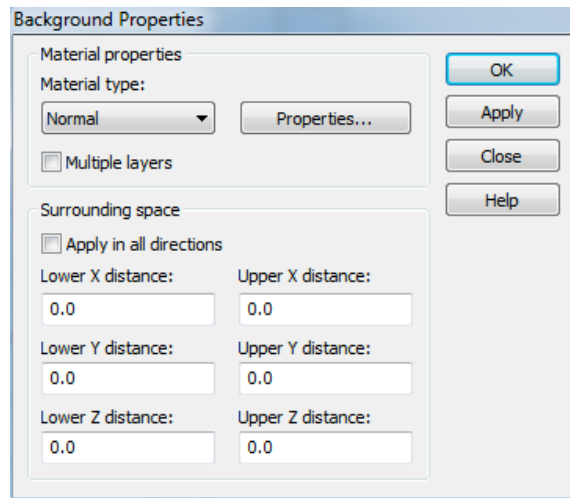 Background Properties
Material properties
Material type:
Normal
Properties...
Multiple layers
OK
Apply
Close
Help
Surrounding space
Apply in all directions
Lower X distance: Upper X distance:
0.0 0.0
Lower Y distance: Upper Y distance:
0.0 0.0
Lower Z distance: Upper Z distance:
0.0 0.0